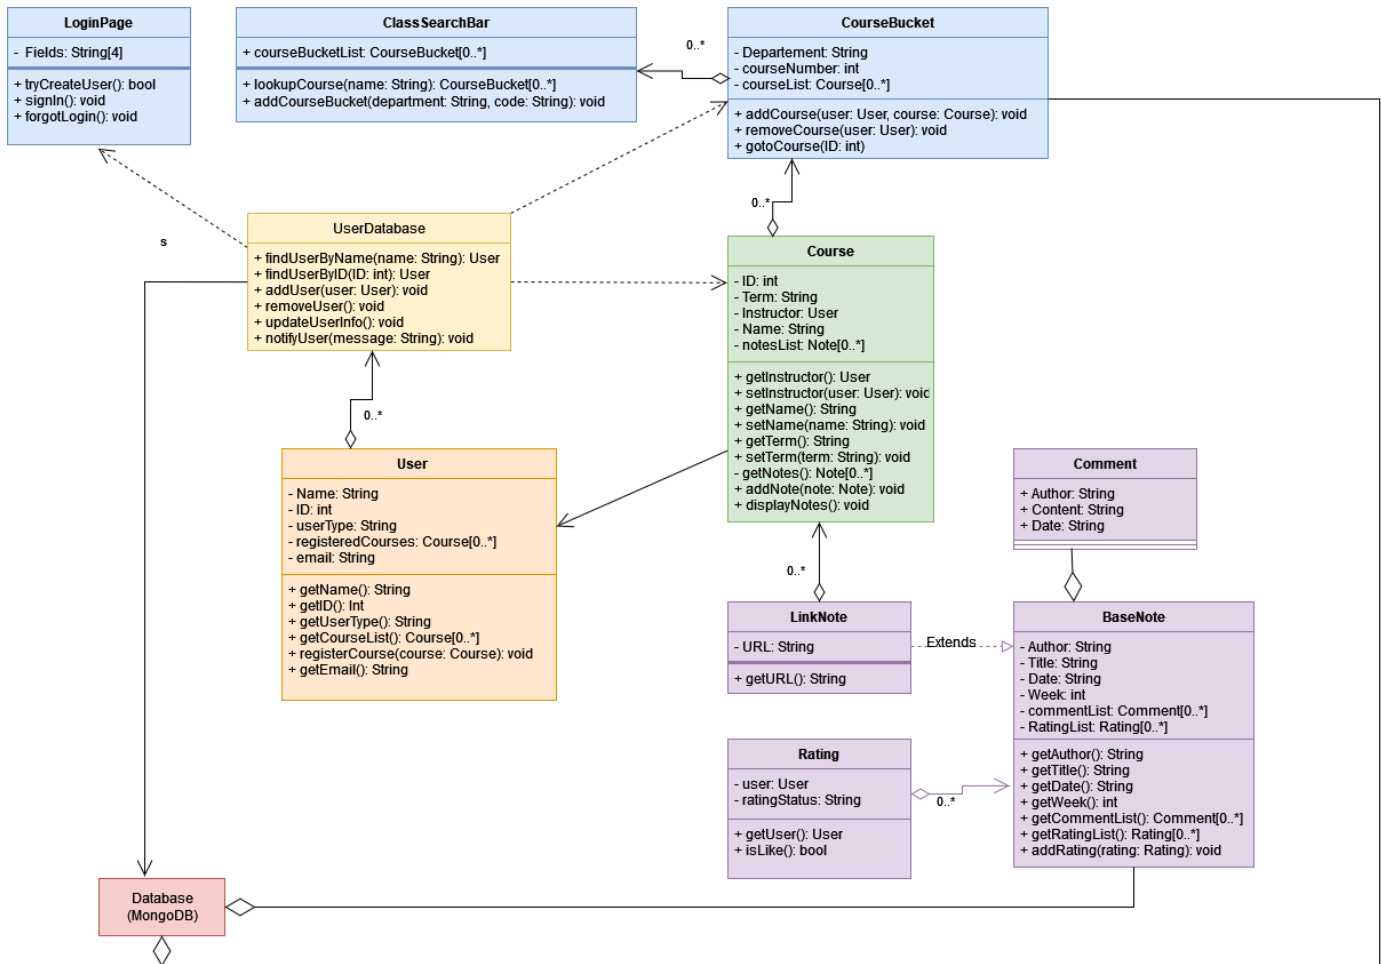 LoginPage
- Fields: String[4]
+ tryCreateUser(): bool
+ signIn(): void
+ forgotLogin(): void
ClassSearchBar
+ courseBucketList: CourseBucket[0..*]
+ lookupCourse(name: String): CourseBucket[0..*]
+ addCourseBucket(department: String, code: String): void
0..*
CourseBucket
- Departement: String
- courseNumber: int
- courseList: Course[0..*]
+ addCourse(user: User, course: Course): void
+ removeCourse(user: User): void
+ gotoCourse(ID: int)
0..*
s
UserDatabase
+ findUserByName(name: String): User
+ findUserByID(ID: int): User
+ addUser(user: User): void
+ removeUser(): void
+ updateUserInfo(): void
+ notifyUser(message: String): void
0..*
Course
- ID: int
- Term: String
- Instructor: User
- Name: String
- notesList: Note[0..*]
+ getInstructor(): User
+ setInstructor(user: User): void
+ getName(): String
+ setName(name: String): void
+ getTerm(): String
+ setTerm(term: String): void
- getNotes(): Note[0..*]
+ addNote(note: Note): void
+ displayNotes(): void
User
- Name: String
- ID: int
- userType: String
- registeredCourses: Course[0..*]
- email: String
+ getName(): String
+ getID(): Int
+ getUserType(): String
+ getCourseList(): Course[0..*]
+ registerCourse(course: Course): void
+ getEmail(): String
Comment
+ Author: String
+ Content: String
+ Date: String
0..*
LinkNote
- URL: String
+ getURL(): String
Extends
BaseNote
- Author: String
- Title: String
- Date: String
- Week: int
- commentList: Comment[0..*]
- RatingList: Rating[0..*]
+ getAuthor(): String
+ getTitle(): String
+ getDate(): String
+ getWeek(): int
+ getCommentList(): Comment[0..*]
+ getRatingList(): Rating[0..*]
+ addRating(rating: Rating): void
Rating
- user: User
- ratingStatus: String
+ getUser(): User
+ isLike(): bool
0..*
Database
(MongoDB)